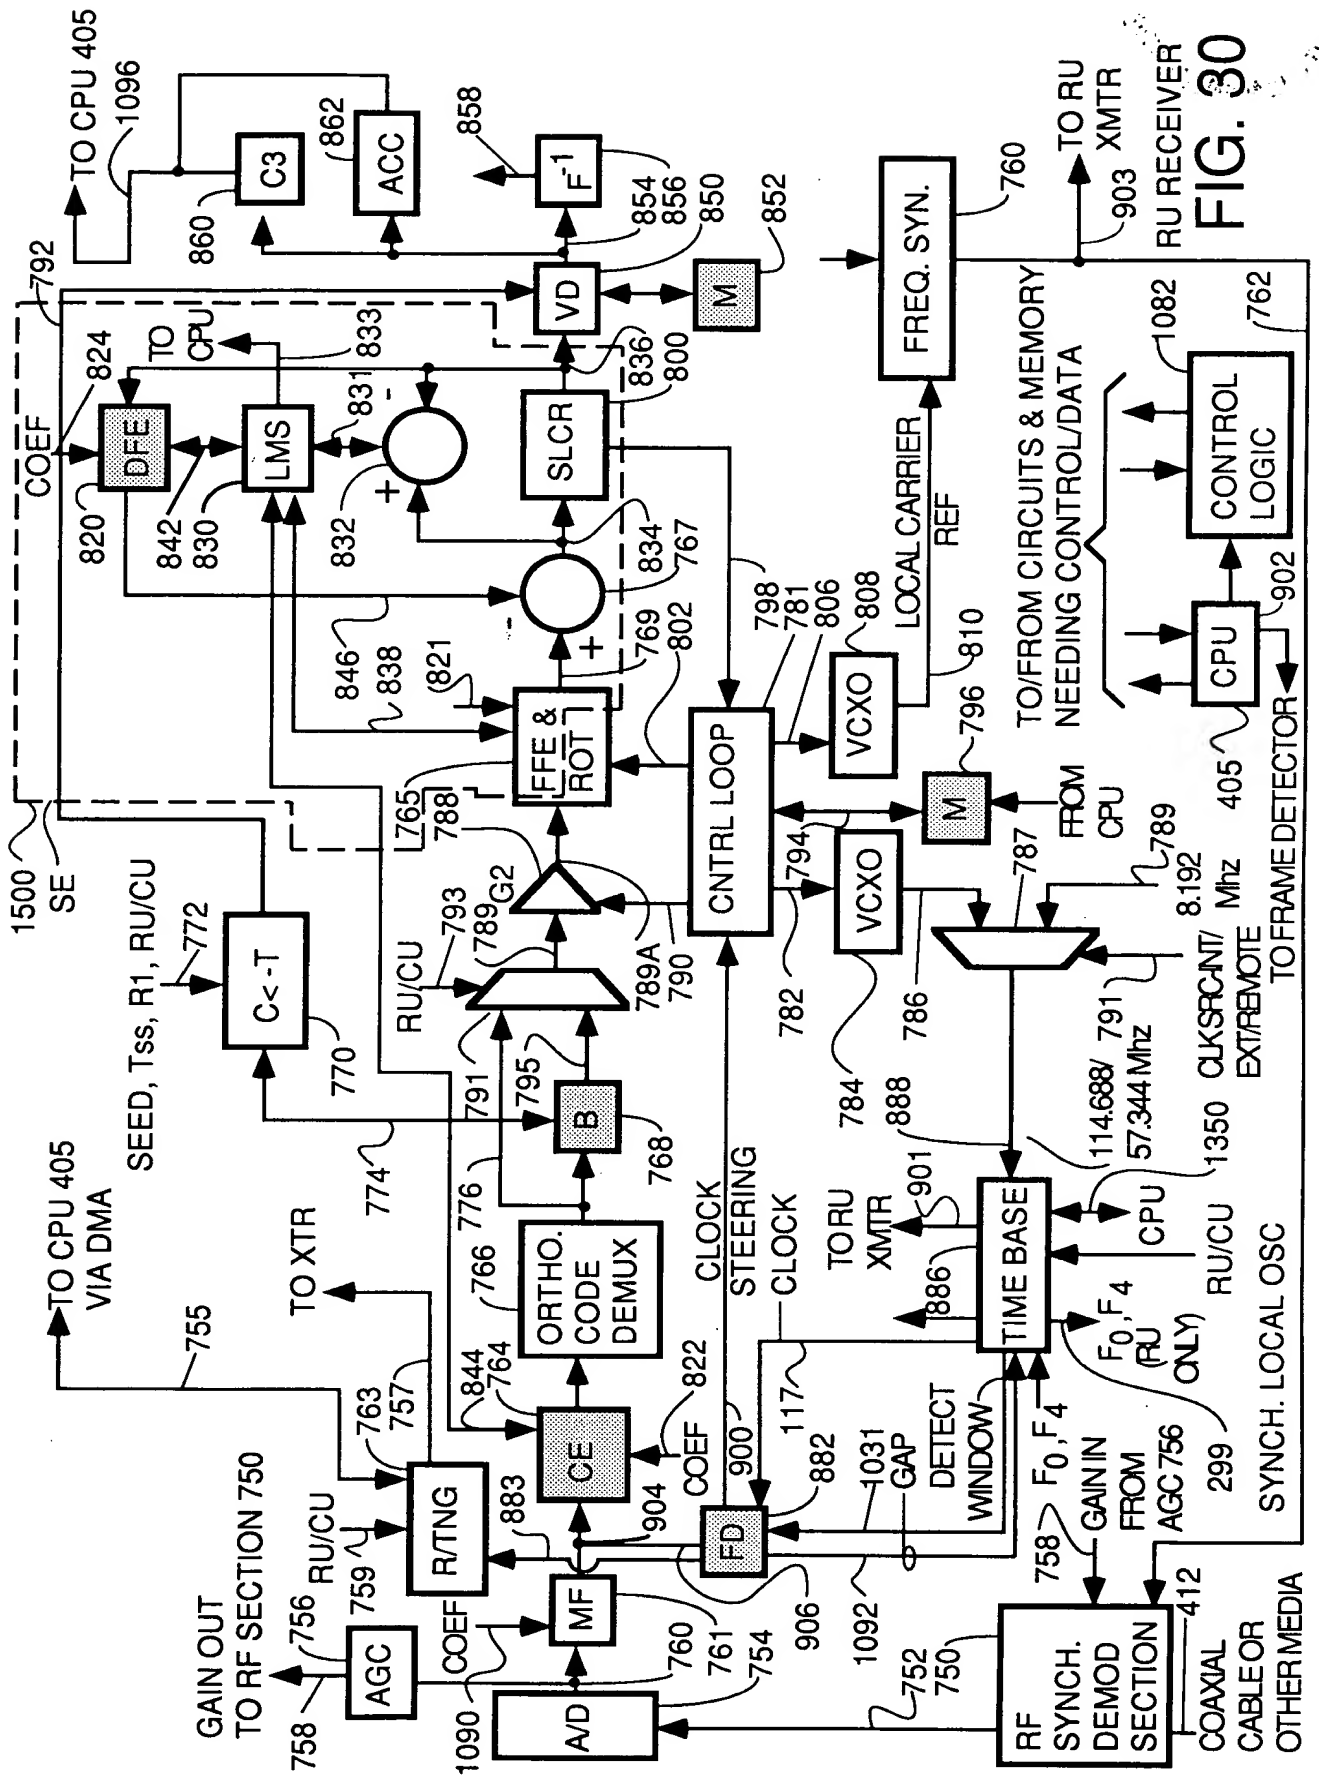 GAIN OUT
TO RF SECTION 750
758
756
AGC
RU/CU
759
763
757
755
TO CPU 405
VIA DMA
TO XTR
R/TNG
COEF
1090
883
MF
A/D
760
761
754
904
CE
844
764
COEF
822
ORTHO.
CODE
DEMUX
766
776
774
B
768
795
791
SEED, Tss, R1, RU/CU
772
C<-T
770
RU/CU
793
789
G2
788
789A
790
1500
SE
765
FFE &
ROT
821
838
846
802
769
+
-
767
834
COEF
824
820
DFE
842
830
LMS
831
833
TO
CPU
832
+
-
SLCR
800
836
792
VD
850
M
852
854
856
F-1
858
860
C3
ACC
862
1096
TO CPU 405
FD
882
906
1092
1031
GAP
DETECT
WINDOW
900
117
CLOCK
STEERING
CLOCK
CNTRL LOOP
798
781
806
782
794
VCXO
784
786
VCXO
808
810
M
796
FROM
CPU
LOCAL CARRIER
REF
FREQ. SYN.
760
TO RU
XMTR
903
787
789
8.192
Mhz
791
CLKSRC-INT/
EXT/REMOTE
888
114.688/
57.344 Mhz
TIME BASE
886
901
TO RU
XMTR
1350
CPU
RU/CU
F0,F4
(RU
ONLY)
299
F0,F4
758
GAIN IN
FROM
AGC 756
RF
SYNCH.
DEMOD
SECTION
752
750
412
COAXIAL
CABLE OR
OTHER MEDIA
SYNCH. LOCAL OSC
762
TO/FROM CIRCUITS & MEMORY
NEEDING CONTROL/DATA
CPU
405
902
TO FRAME DETECTOR
CONTROL
LOGIC
1082
RU RECEIVER
FIG. 30